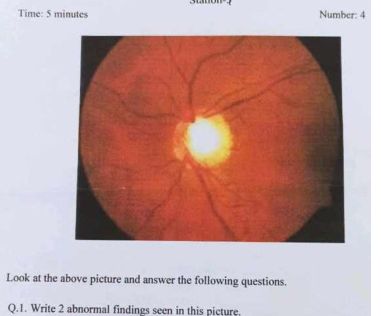 Time: 5 minutes
Number: 4
Look at the above picture and answer the following questions.
Q.1. Write 2 abnormal findings seen in this picture.